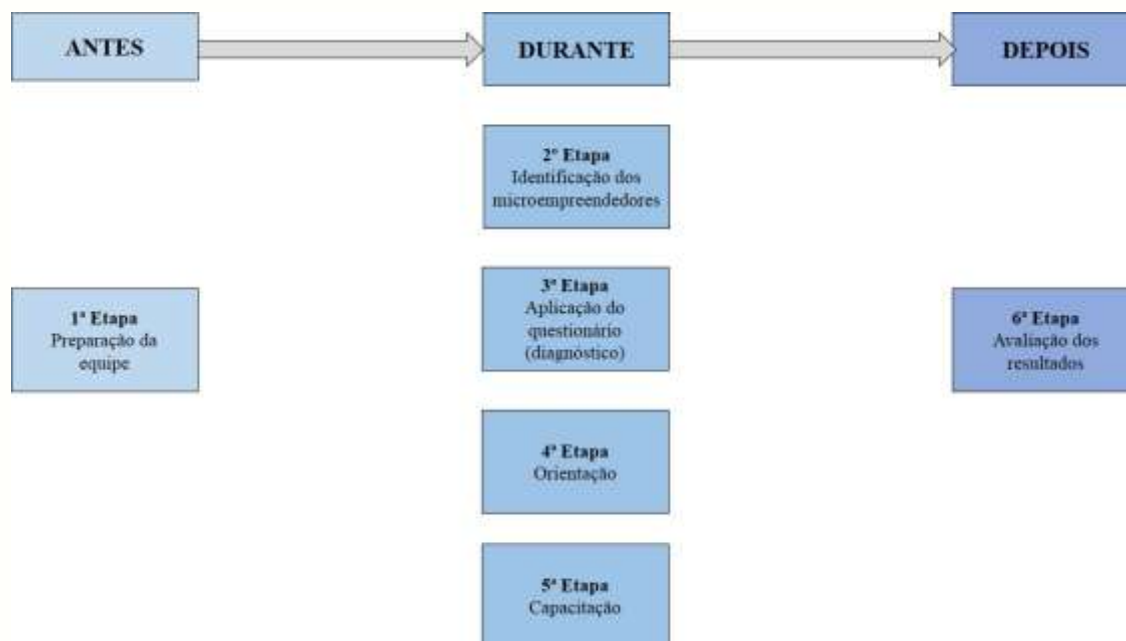 ANTES
DURANTE
DEPOIS
1ª Etapa
Preparação da
equipe
2ª Etapa
Identificação dos
microempreendedores
3ª Etapa
Aplicação do
questionário
(diagnóstico)
4ª Etapa
Orientação
5ª Etapa
Capacitação
6ª Etapa
Avaliação dos
resultados